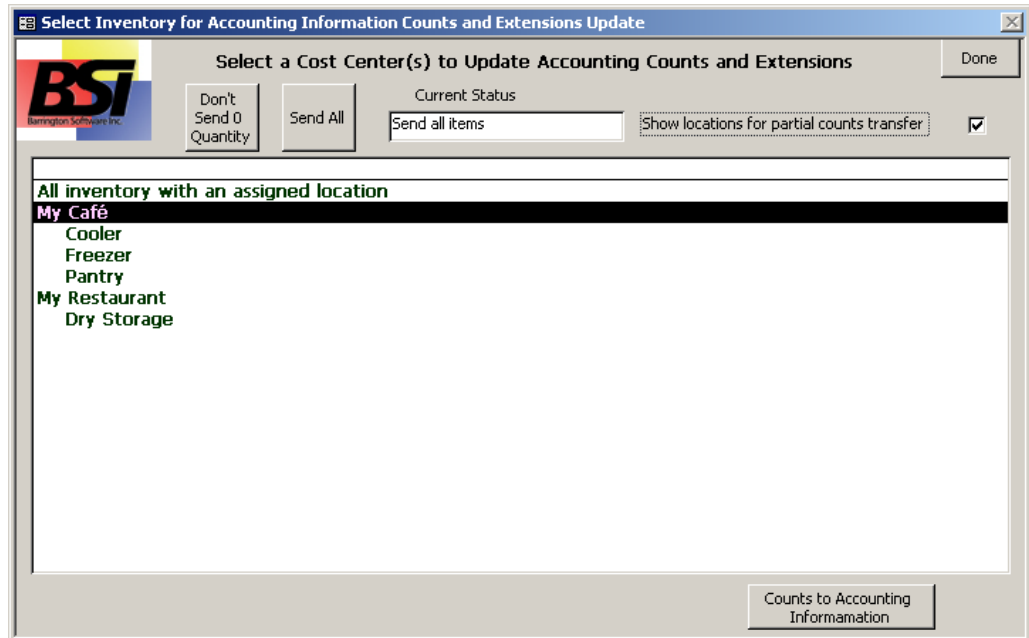 Select Inventory for Accounting Information Counts and Extensions Update
BSI
Barrington Software Inc.
Select a Cost Center(s) to Update Accounting Counts and Extensions
Done
Don't
Send 0
Quantity
Send All
Current Status
Send all items
Show locations for partial counts transfer
All inventory with an assigned location
My Café
Cooler
Freezer
Pantry
My Restaurant
Dry Storage
Counts to Accounting
Informamation